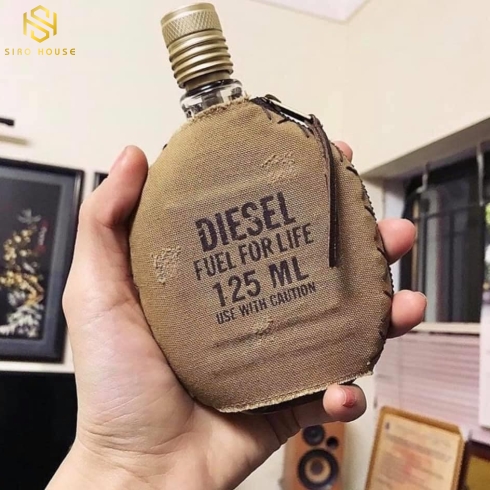 SIRO HOUSE
DIESEL
FUEL FOR LIFE
125 ML
USE WITH CAUTION